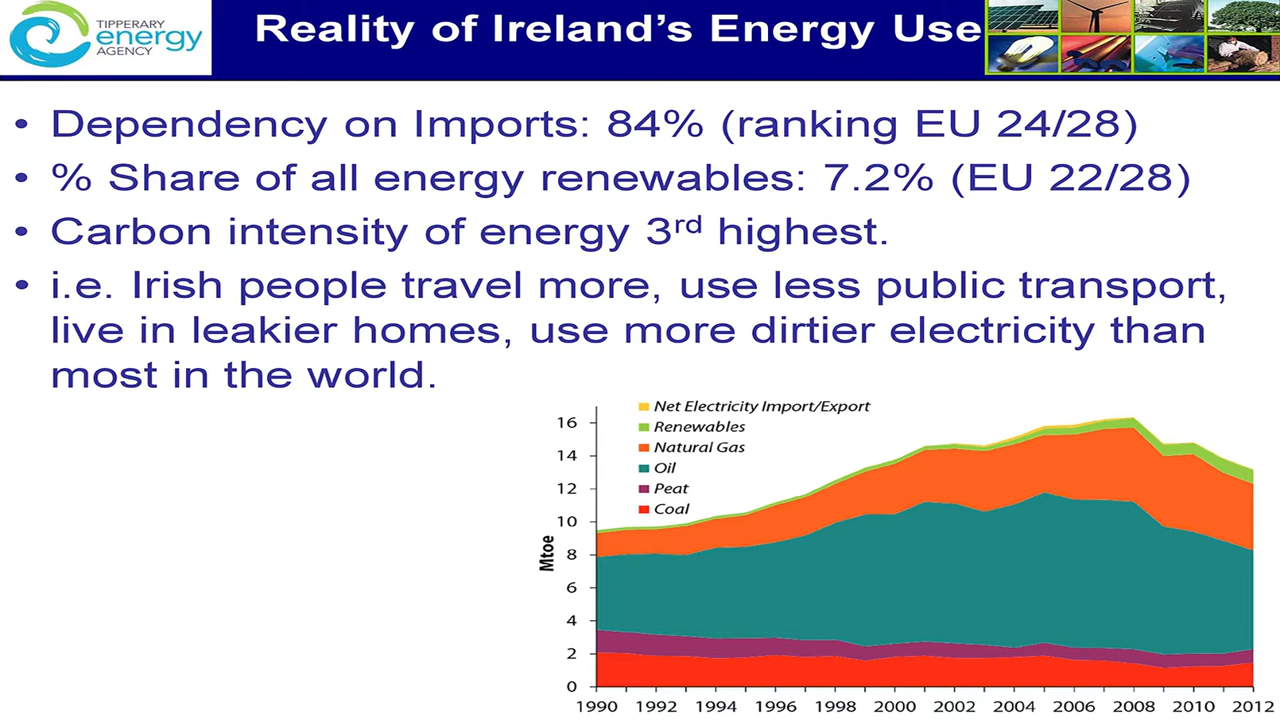 TIPPERARY
energy
AGENCY
Reality of Ireland's Energy Use
• Dependency on Imports: 84% (ranking EU 24/28)
• % Share of all energy renewables: 7.2% (EU 22/28)
• Carbon intensity of energy 3rd highest.
• i.e. Irish people travel more, use less public transport,
live in leakier homes, use more dirtier electricity than
most in the world.
Net Electricity Import/Export
Renewables
Natural Gas
Oil
Peat
Coal
Mtoe
16
14
12
10
8
6
4
2
0
1990 1992 1994 1996 1998 2000 2002 2004 2006 2008 2010 2012